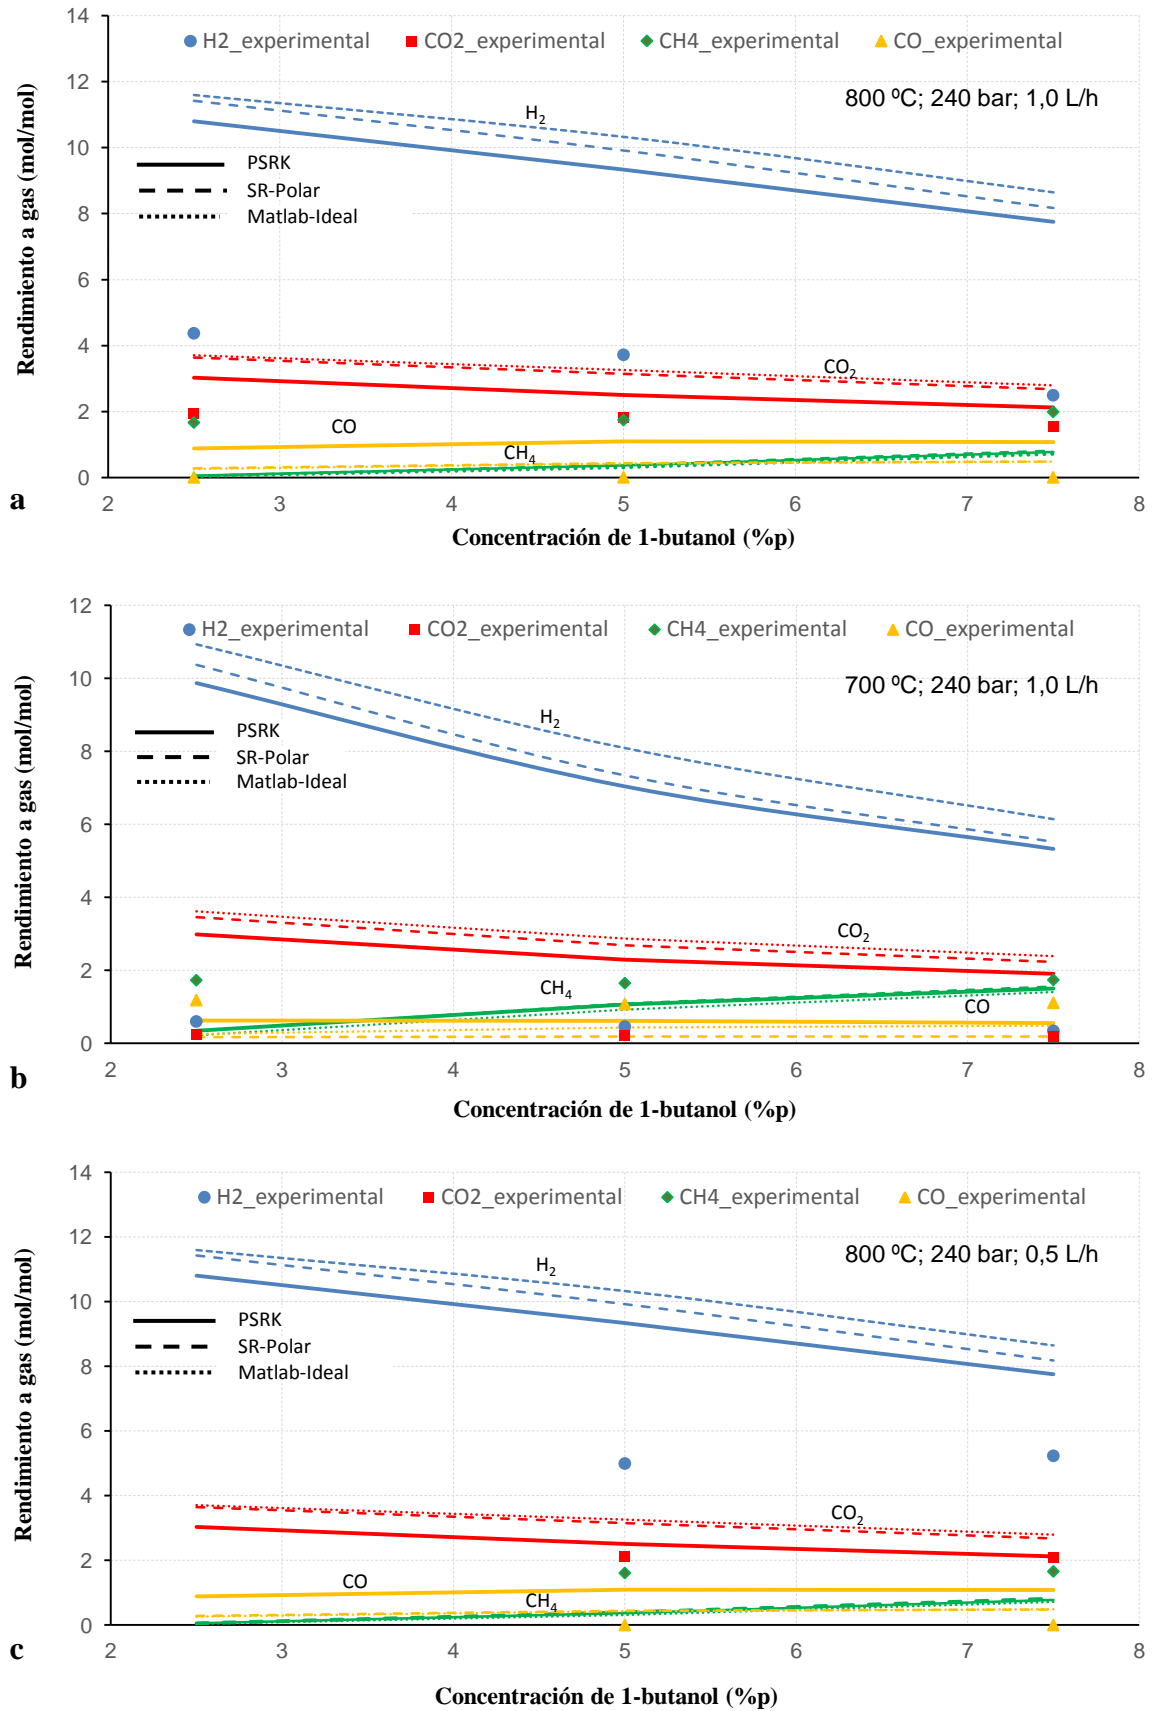 14
H2_experimental CO2_experimental CH4_experimental CO_experimental
12
800 ºC; 240 bar; 1,0 L/h
H2
10
PSRK
SR-Polar
Matlab-Ideal
8
6
4
CO2
2
CO
CH4
0
2 3 4 5 6 7 8
Rendimiento a gas (mol/mol)
a
Concentración de 1-butanol (%p)
12
H2_experimental CO2_experimental CH4_experimental CO_experimental
10
700 ºC; 240 bar; 1,0 L/h
H2
PSRK
SR-Polar
Matlab-Ideal
8
6
4
CO2
2
CH4
CO
0
2 3 4 5 6 7 8
Rendimiento a gas (mol/mol)
b
Concentración de 1-butanol (%p)
14
H2_experimental CO2_experimental CH4_experimental CO_experimental
12
800 ºC; 240 bar; 0,5 L/h
H2
10
PSRK
SR-Polar
Matlab-Ideal
8
6
4
CO2
2
CO
CH4
0
2 3 4 5 6 7 8
Rendimiento a gas (mol/mol)
c
Concentración de 1-butanol (%p)